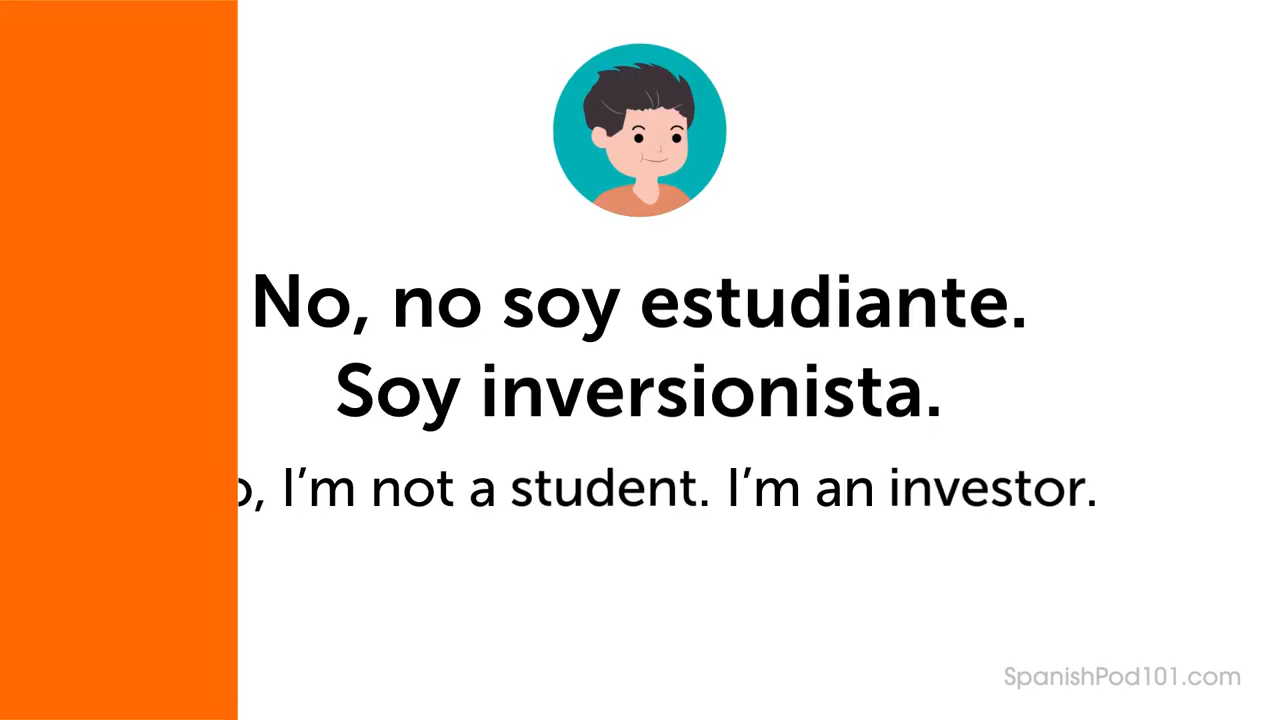 No, no soy estudiante.
Soy inversionista.
I’m not a student. I’m an investor.
SpanishPod101.com